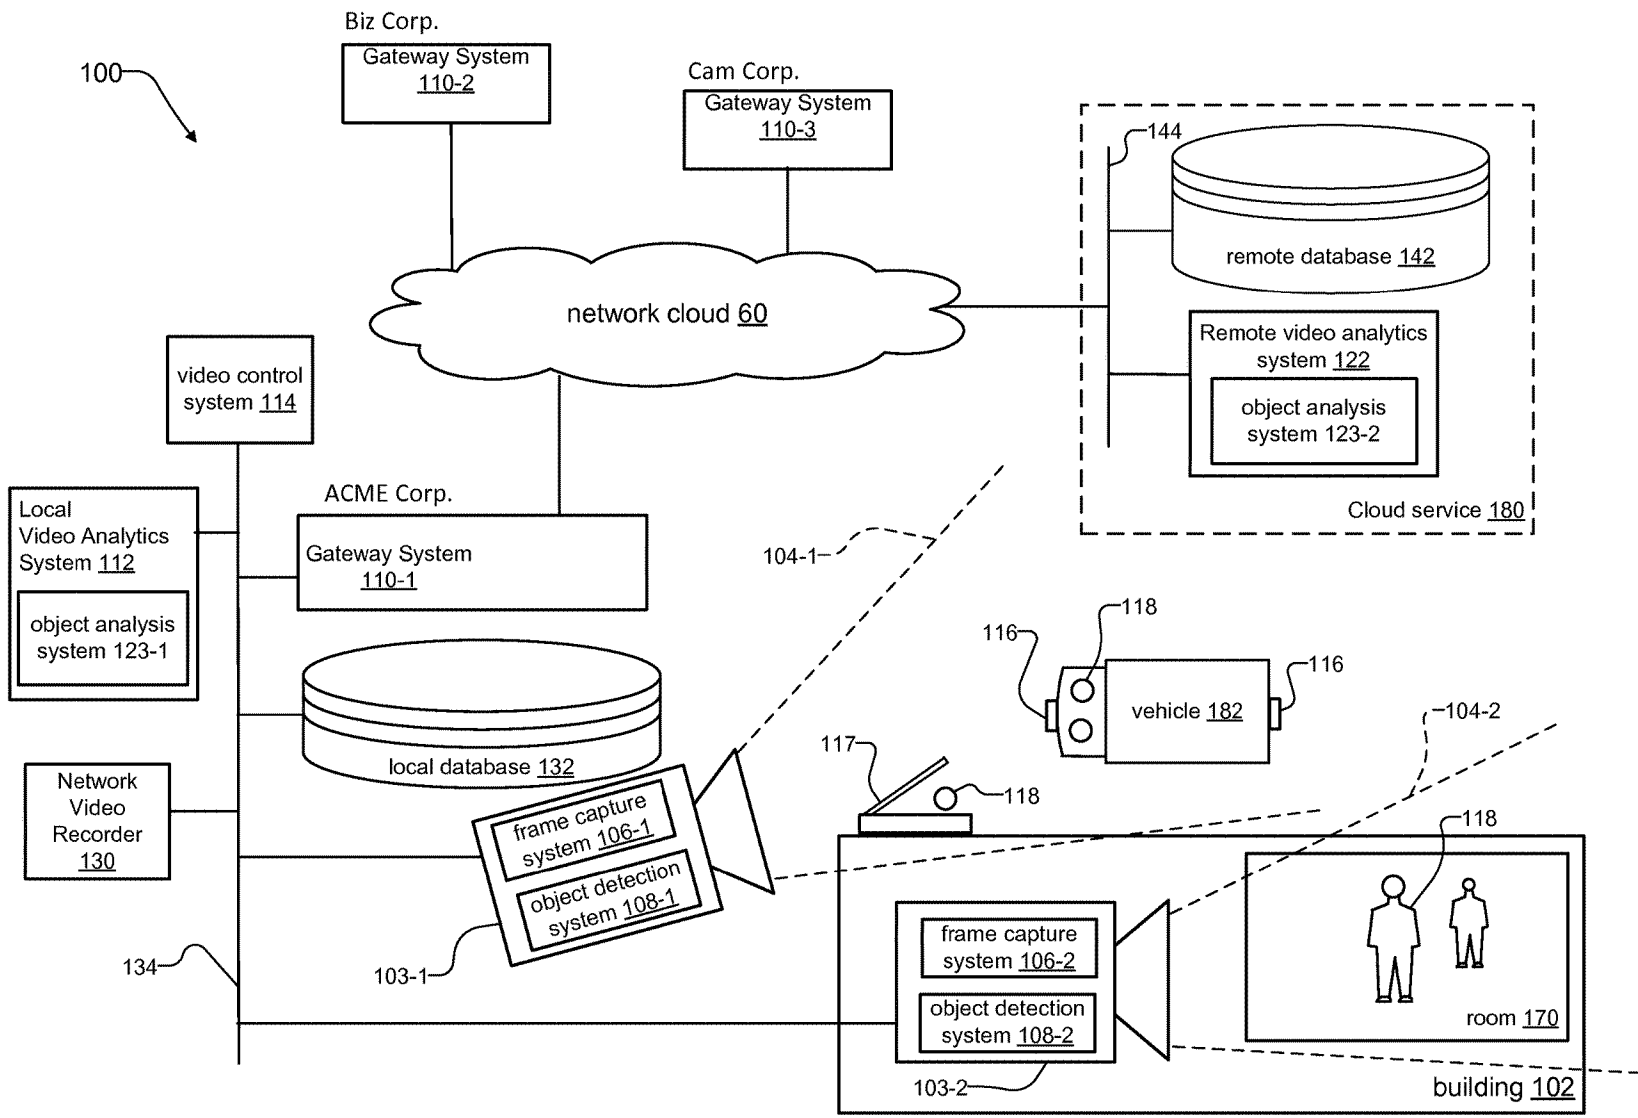 Biz Corp.
Gateway System
110-2
Cam Corp.
Gateway System
110-3
100
144
remote database 142
network cloud 60
Remote video analytics
system 122
object analysis
system 123-2
Cloud service 180
video control
system 114
ACME Corp.
Gateway System
110-1
Local
Video Analytics
System 112
object analysis
system 123-1
104-1
118
116
116
vehicle 182
104-2
117
118
local database 132
Network
Video
Recorder
130
frame capture
system 106-1
object detection
system 108-1
103-1
134
118
frame capture
system 106-2
object detection
system 108-2
103-2
room 170
building 102